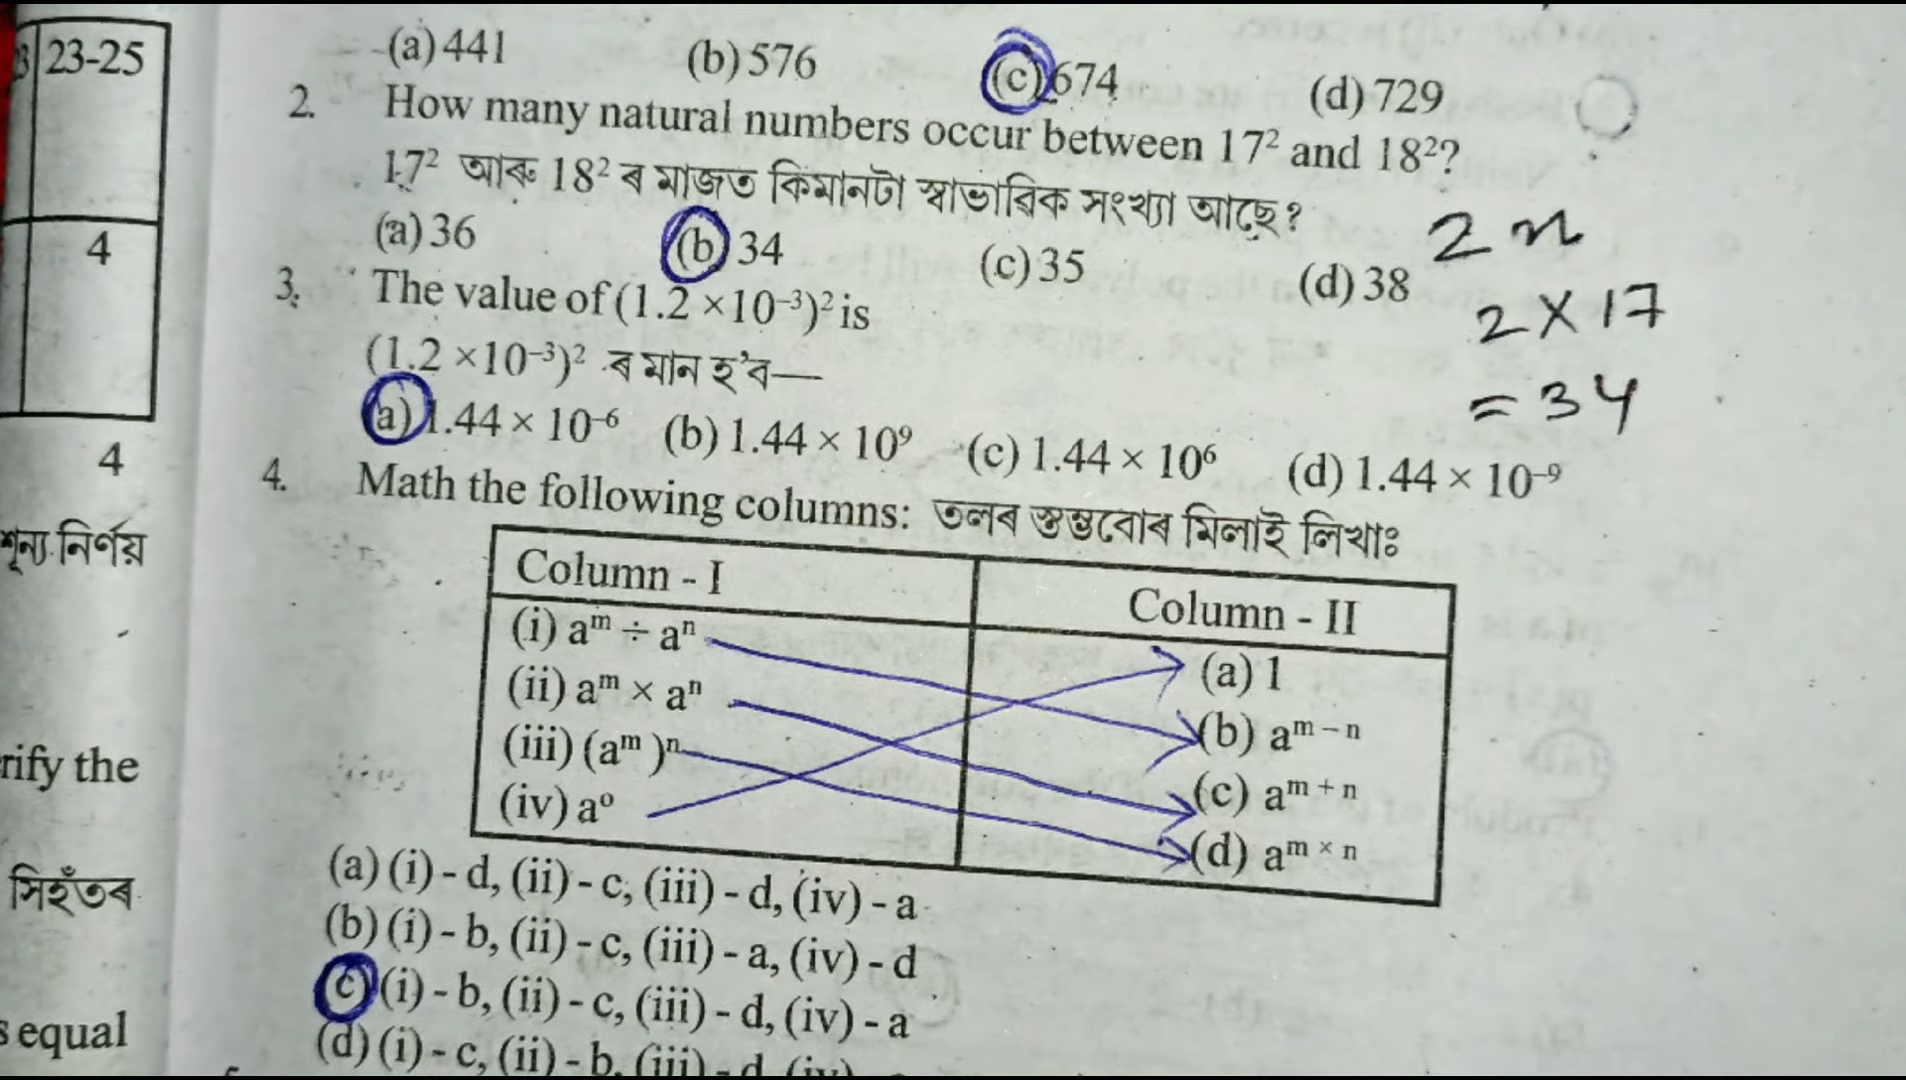 23-25
4
4
শূন্য নিৰ্ণয়
rify the
সিহঁতৰ
equal
(a) 441 (b) 576 (c) 674 (d) 729
2. How many natural numbers occur between 17² and 18²?
17² আৰু 18² ৰ মাজত কিমানটা স্বাভাৱিক সংখ্যা আছে?
(a) 36 (b) 34 (c) 35 (d) 38
2n
2 × 17
= 34
3. The value of (1.2 ×10⁻³)² is
(1.2 ×10⁻³)² ৰ মান হ’ব—
(a) 1.44 × 10⁻⁶ (b) 1.44 × 10⁹ (c) 1.44 × 10⁶ (d) 1.44 × 10⁻⁹
4. Math the following columns: তলৰ স্তম্ভবোৰ মিলাই লিখাঃ
Column - I Column - II
(i) aᵐ ÷ aⁿ (a) 1
(ii) aᵐ × aⁿ (b) aᵐ⁻ⁿ
(iii) (aᵐ )ⁿ (c) aᵐ⁺ⁿ
(iv) a⁰ (d) aᵐ ˣ ⁿ
(a) (i) - d, (ii) - c, (iii) - d, (iv) - a
(b) (i) - b, (ii) - c, (iii) - a, (iv) - d
(c) (i) - b, (ii) - c, (iii) - d, (iv) - a
(d) (i) - c, (ii) - b, (iii) - d, (iv)